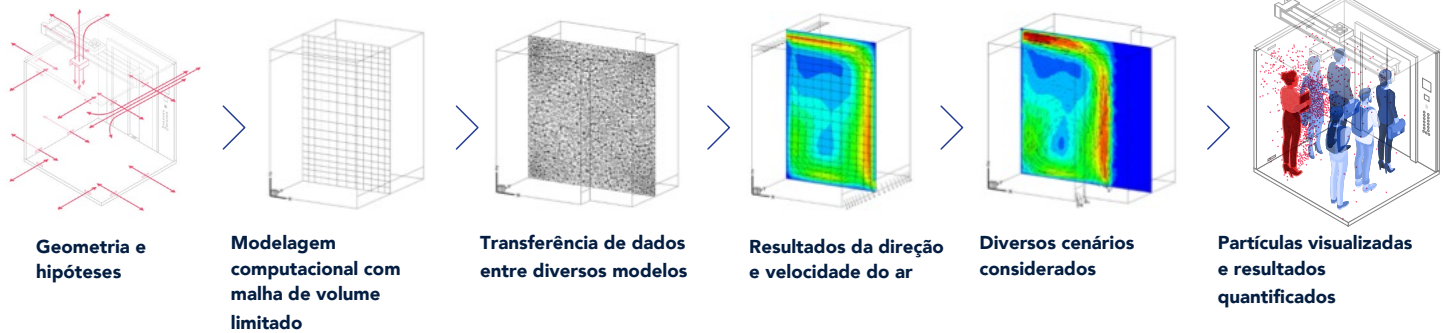 Geometria e
hipóteses
Modelagem
computacional com
malha de volume
limitado
Transferência de dados
entre diversos modelos
Resultados da direção
e velocidade do ar
Diversos cenários
considerados
Partículas visualizadas
e resultados
quantificados